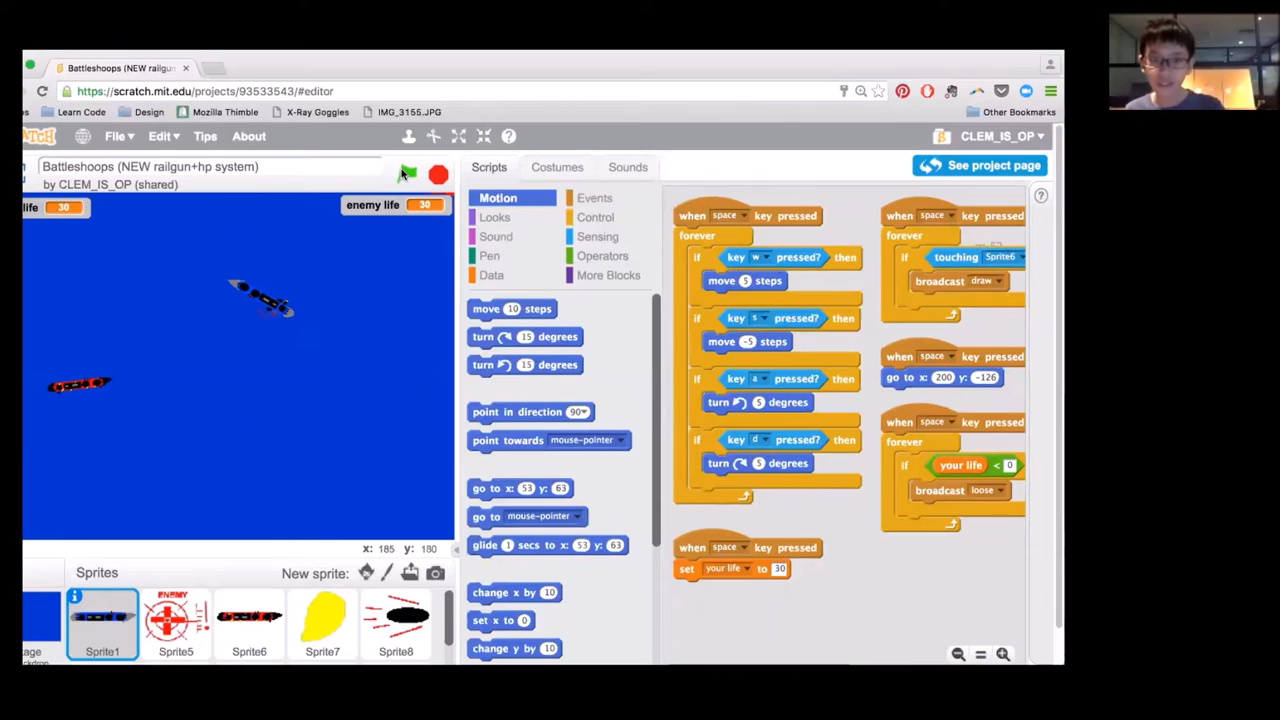 Battleshoops (NEW railgun
https://scratch.mit.edu/projects/93533543/#editor
Learn Code Design Mozilla Thimble X-Ray Goggles IMG_3155.JPG Other Bookmarks
File Edit Tips About CLEM_IS_OP
Battleshoops (NEW railgun+hp system)
by CLEM_IS_OP (shared)
Scripts Costumes Sounds
See project page
life 30
enemy life 30
Motion Events
Looks Control
Sound Sensing
Pen Operators
Data More Blocks
move 10 steps
turn 15 degrees
turn 15 degrees
point in direction 90
point towards mouse-pointer
go to x: 53 y: 63
go to mouse-pointer
glide 1 secs to x: 53 y: 63
change x by 10
set x to 0
change y by 10
when space key pressed
forever
if key w pressed? then
move 5 steps
if key s pressed? then
move -5 steps
if key a pressed? then
turn 5 degrees
if key d pressed? then
turn 5 degrees
when space key pressed
set your life to 30
when space key pressed
forever
if touching Sprite6
broadcast draw
when space key pressed
go to x: 200 y: -126
when space key pressed
forever
if your life < 0
broadcast loose
x: 185 y: 180
Sprites New sprite:
ENEMY
Sprite1 Sprite5 Sprite6 Sprite7 Sprite8